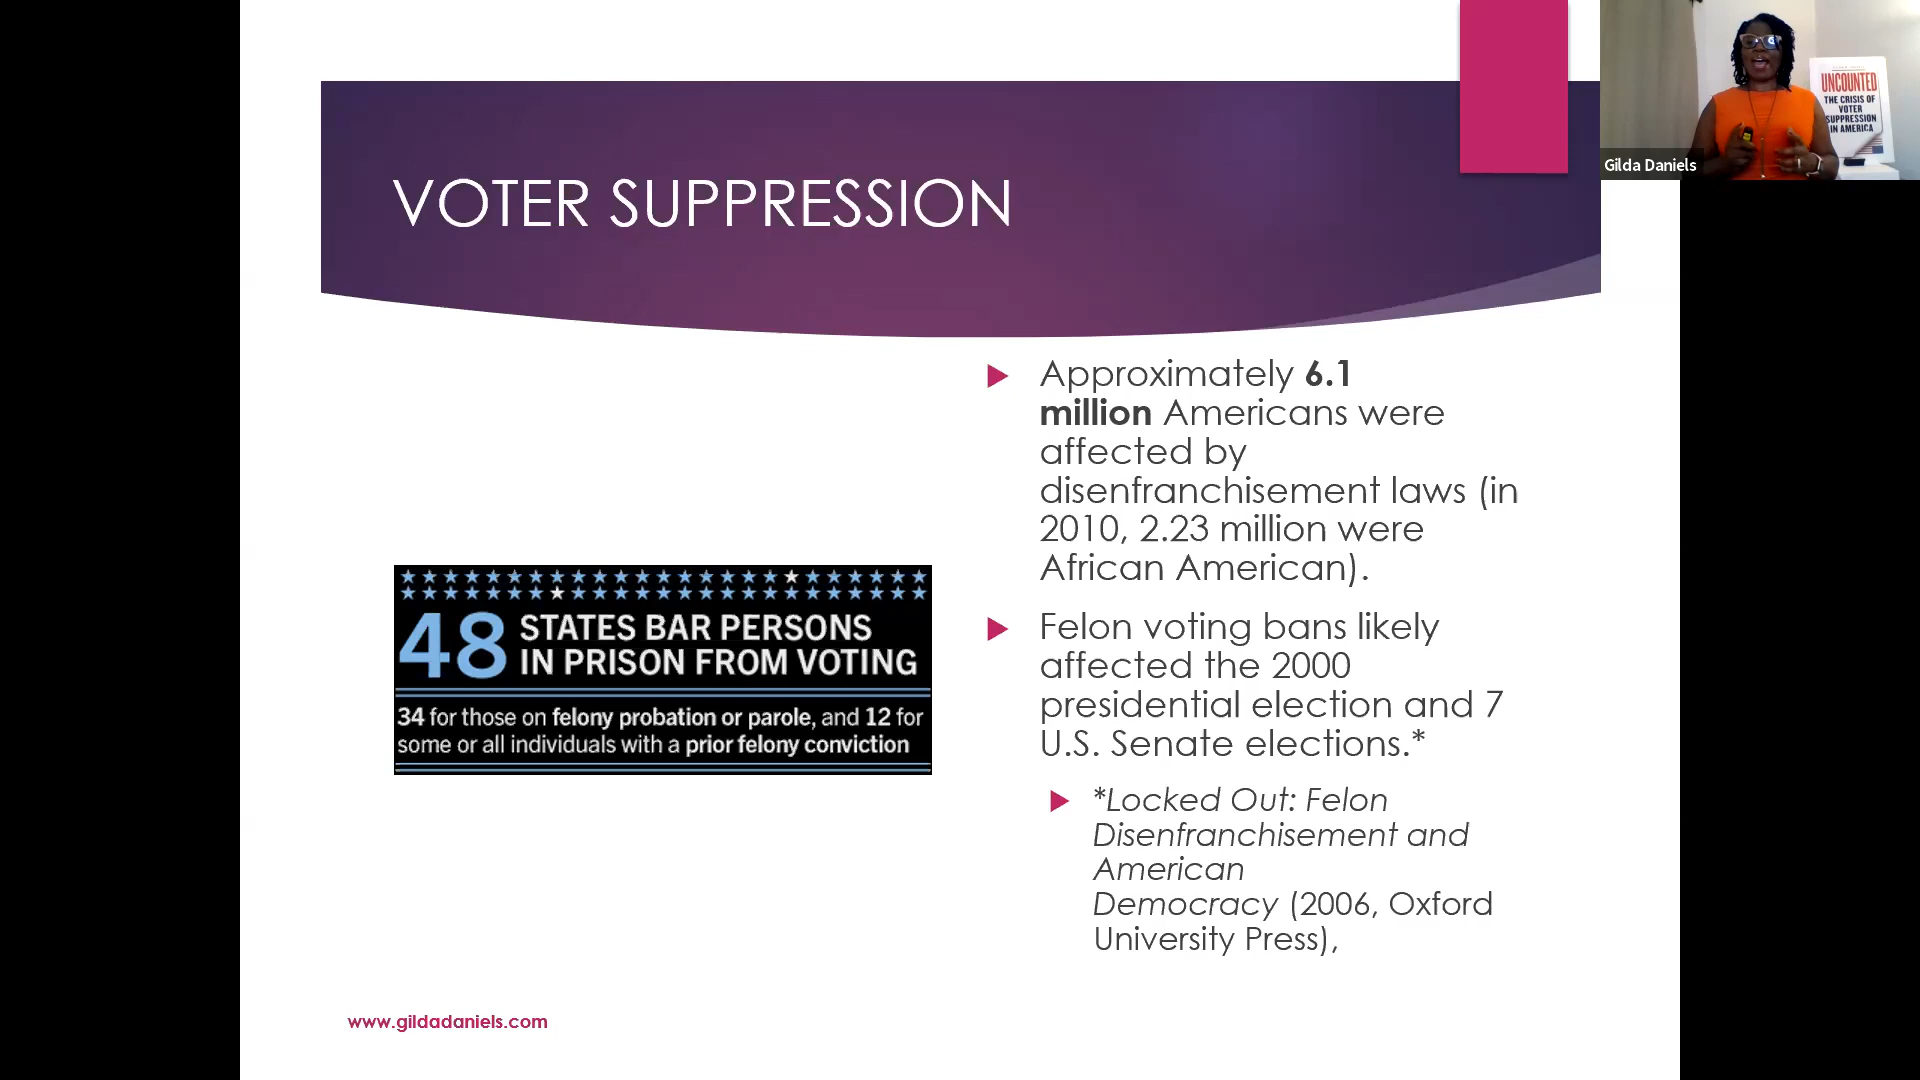 VOTER SUPPRESSION
48 STATES BAR PERSONS
IN PRISON FROM VOTING
34 for those on felony probation or parole, and 12 for
some or all individuals with a prior felony conviction
Approximately 6.1
million Americans were
affected by
disenfranchisement laws (in
2010, 2.23 million were
African American).
Felon voting bans likely
affected the 2000
presidential election and 7
U.S. Senate elections.*
*Locked Out: Felon
Disenfranchisement and
American
Democracy (2006, Oxford
University Press),
www.gildadaniels.com
UNCOUNTED
THE CRISIS OF
VOTER
SUPPRESSION
IN AMERICA
Gilda Daniels